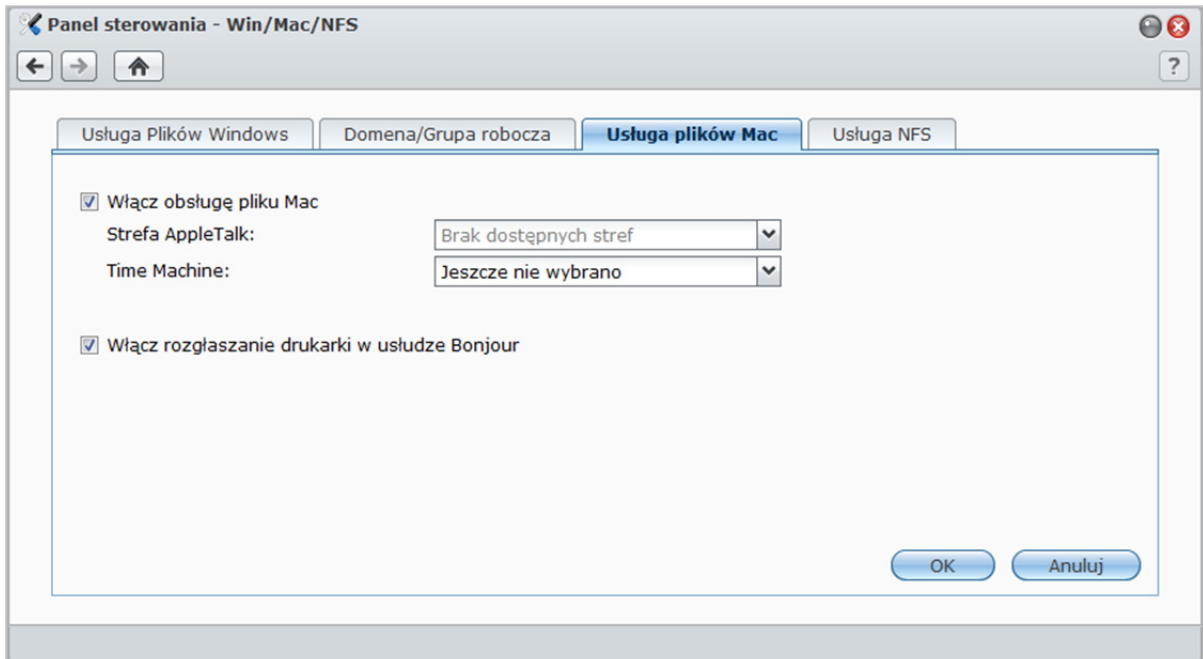 Panel sterowania - Win/Mac/NFS
?
Usługa Plików Windows
Domena/Grupa robocza
Usługa plików Mac
Usługa NFS
Włącz obsługę pliku Mac
Strefa AppleTalk:
Brak dostępnych stref
Time Machine:
Jeszcze nie wybrano
Włącz rozgłaszanie drukarki w usłudze Bonjour
OK
Anuluj